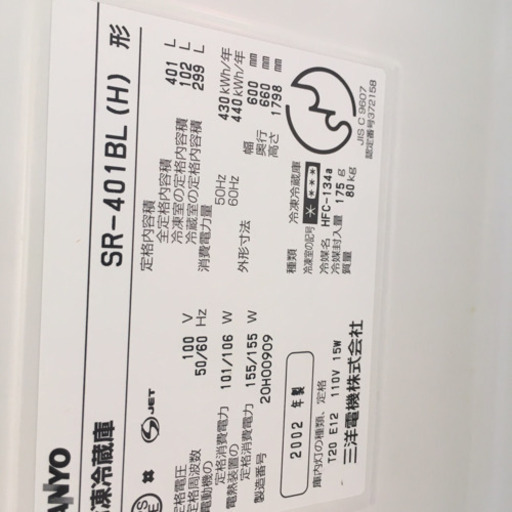 ANYO
凍冷蔵庫
SR-401BL(H) 形
JET
定格内容積
全定格内容積 401 L
冷凍室の定格内容積 102 L
冷蔵室の定格内容積 299 L
消費電力量 50Hz 430 kWh/年
60Hz 440 kWh/年
外形寸法 幅 600 mm
奥行 660 mm
高さ 1798 mm
種類 冷凍冷蔵庫
冷凍室の記号
冷媒名 HFC-134a
冷媒封入量 175 g
質量 80 kg
JIS C 9607
認定番号372158
定格電圧 100 V
定格周波数 50/60 Hz
電動機の
定格消費電力 101/106 W
電熱装置の
定格消費電力 155/155 W
製造番号 20H00909
2002 年製
庫内灯の種類、定格
T20 E12 110V 15W
三洋電機株式会社